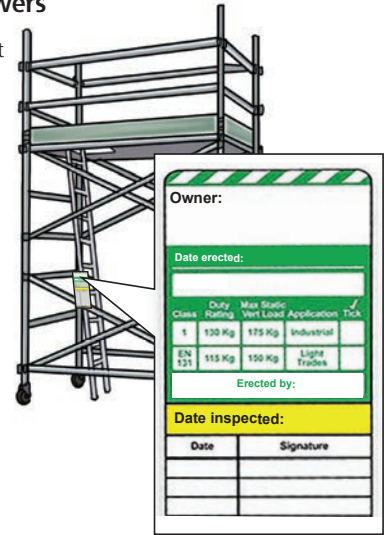 wers
t
Owner:
Date erected:
Class Duty Rating Max Static Vert Load Application Tick
1 130 Kg 175 Kg Industrial
EN 131 115 Kg 150 Kg Light Trades
Erected by:
Date inspected:
Date Signature